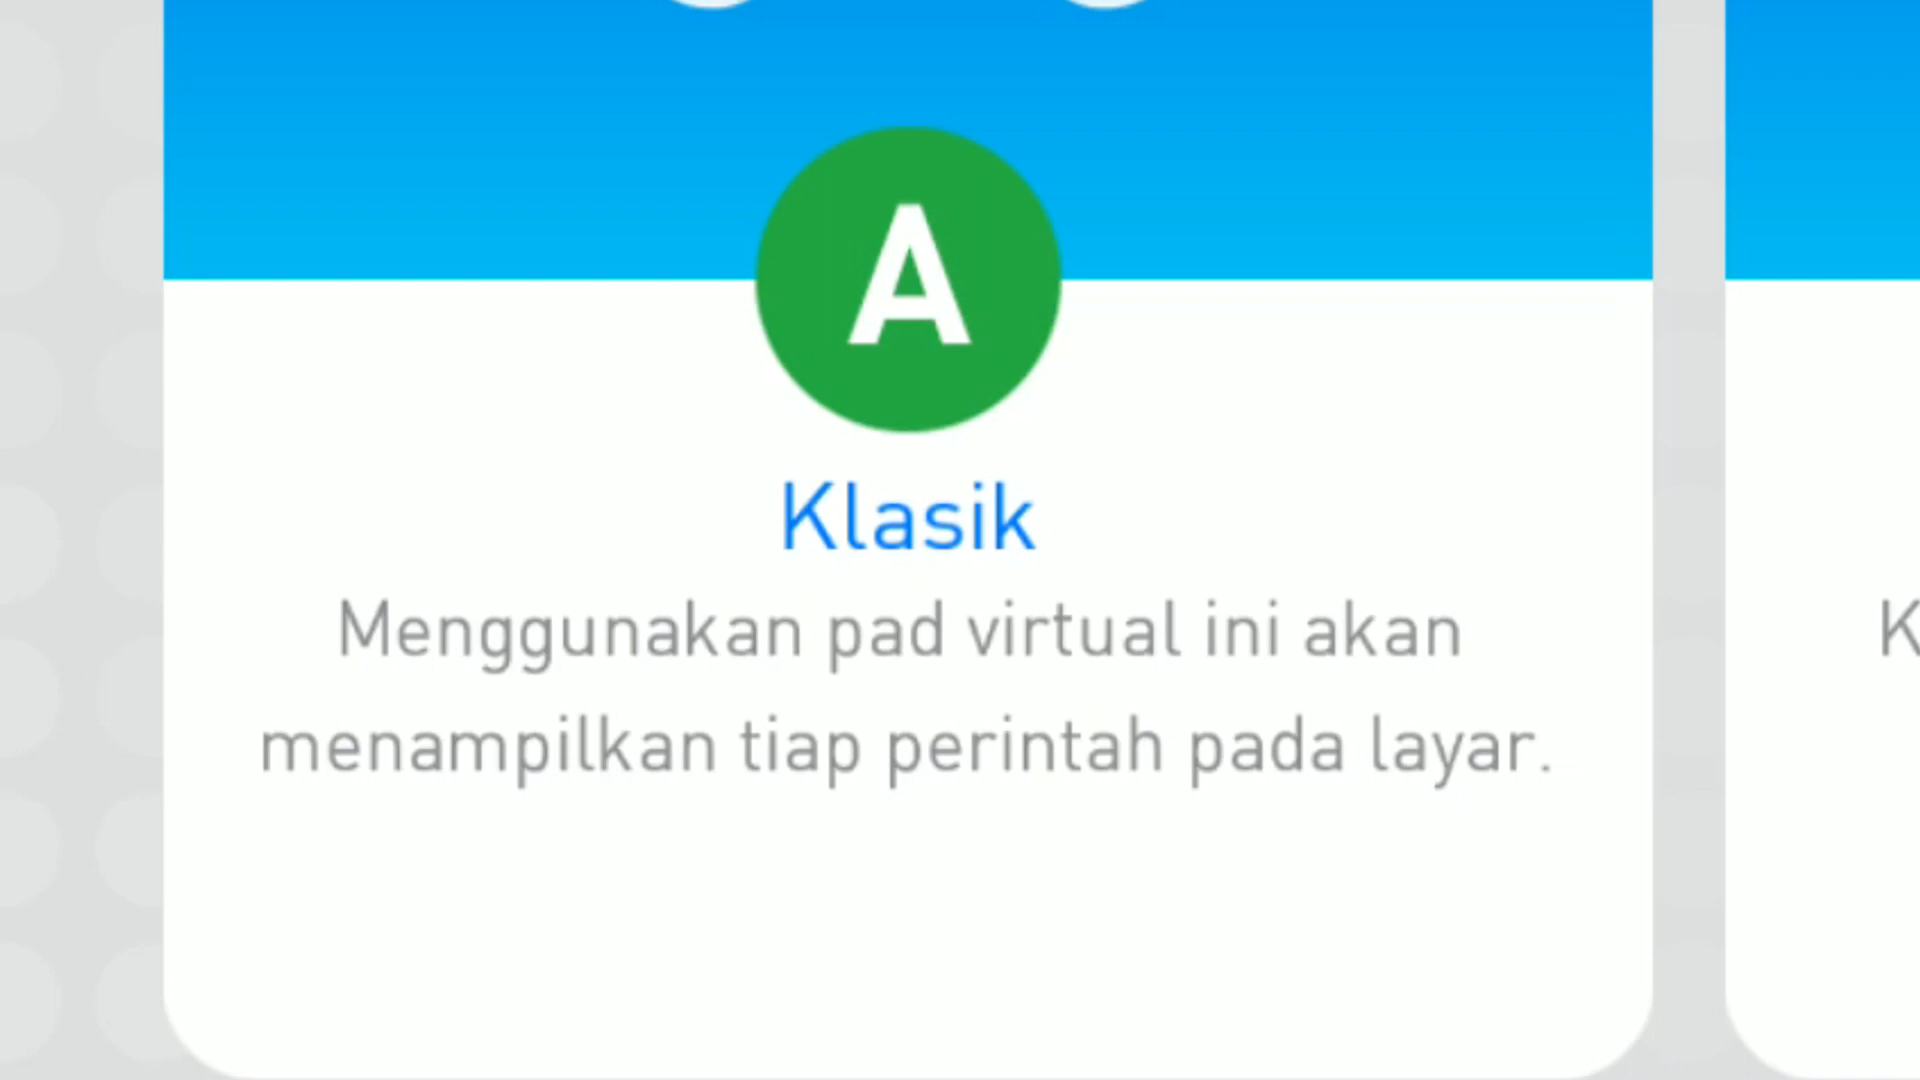 A
Klasik
Menggunakan pad virtual ini akan
menampilkan tiap perintah pada layar.